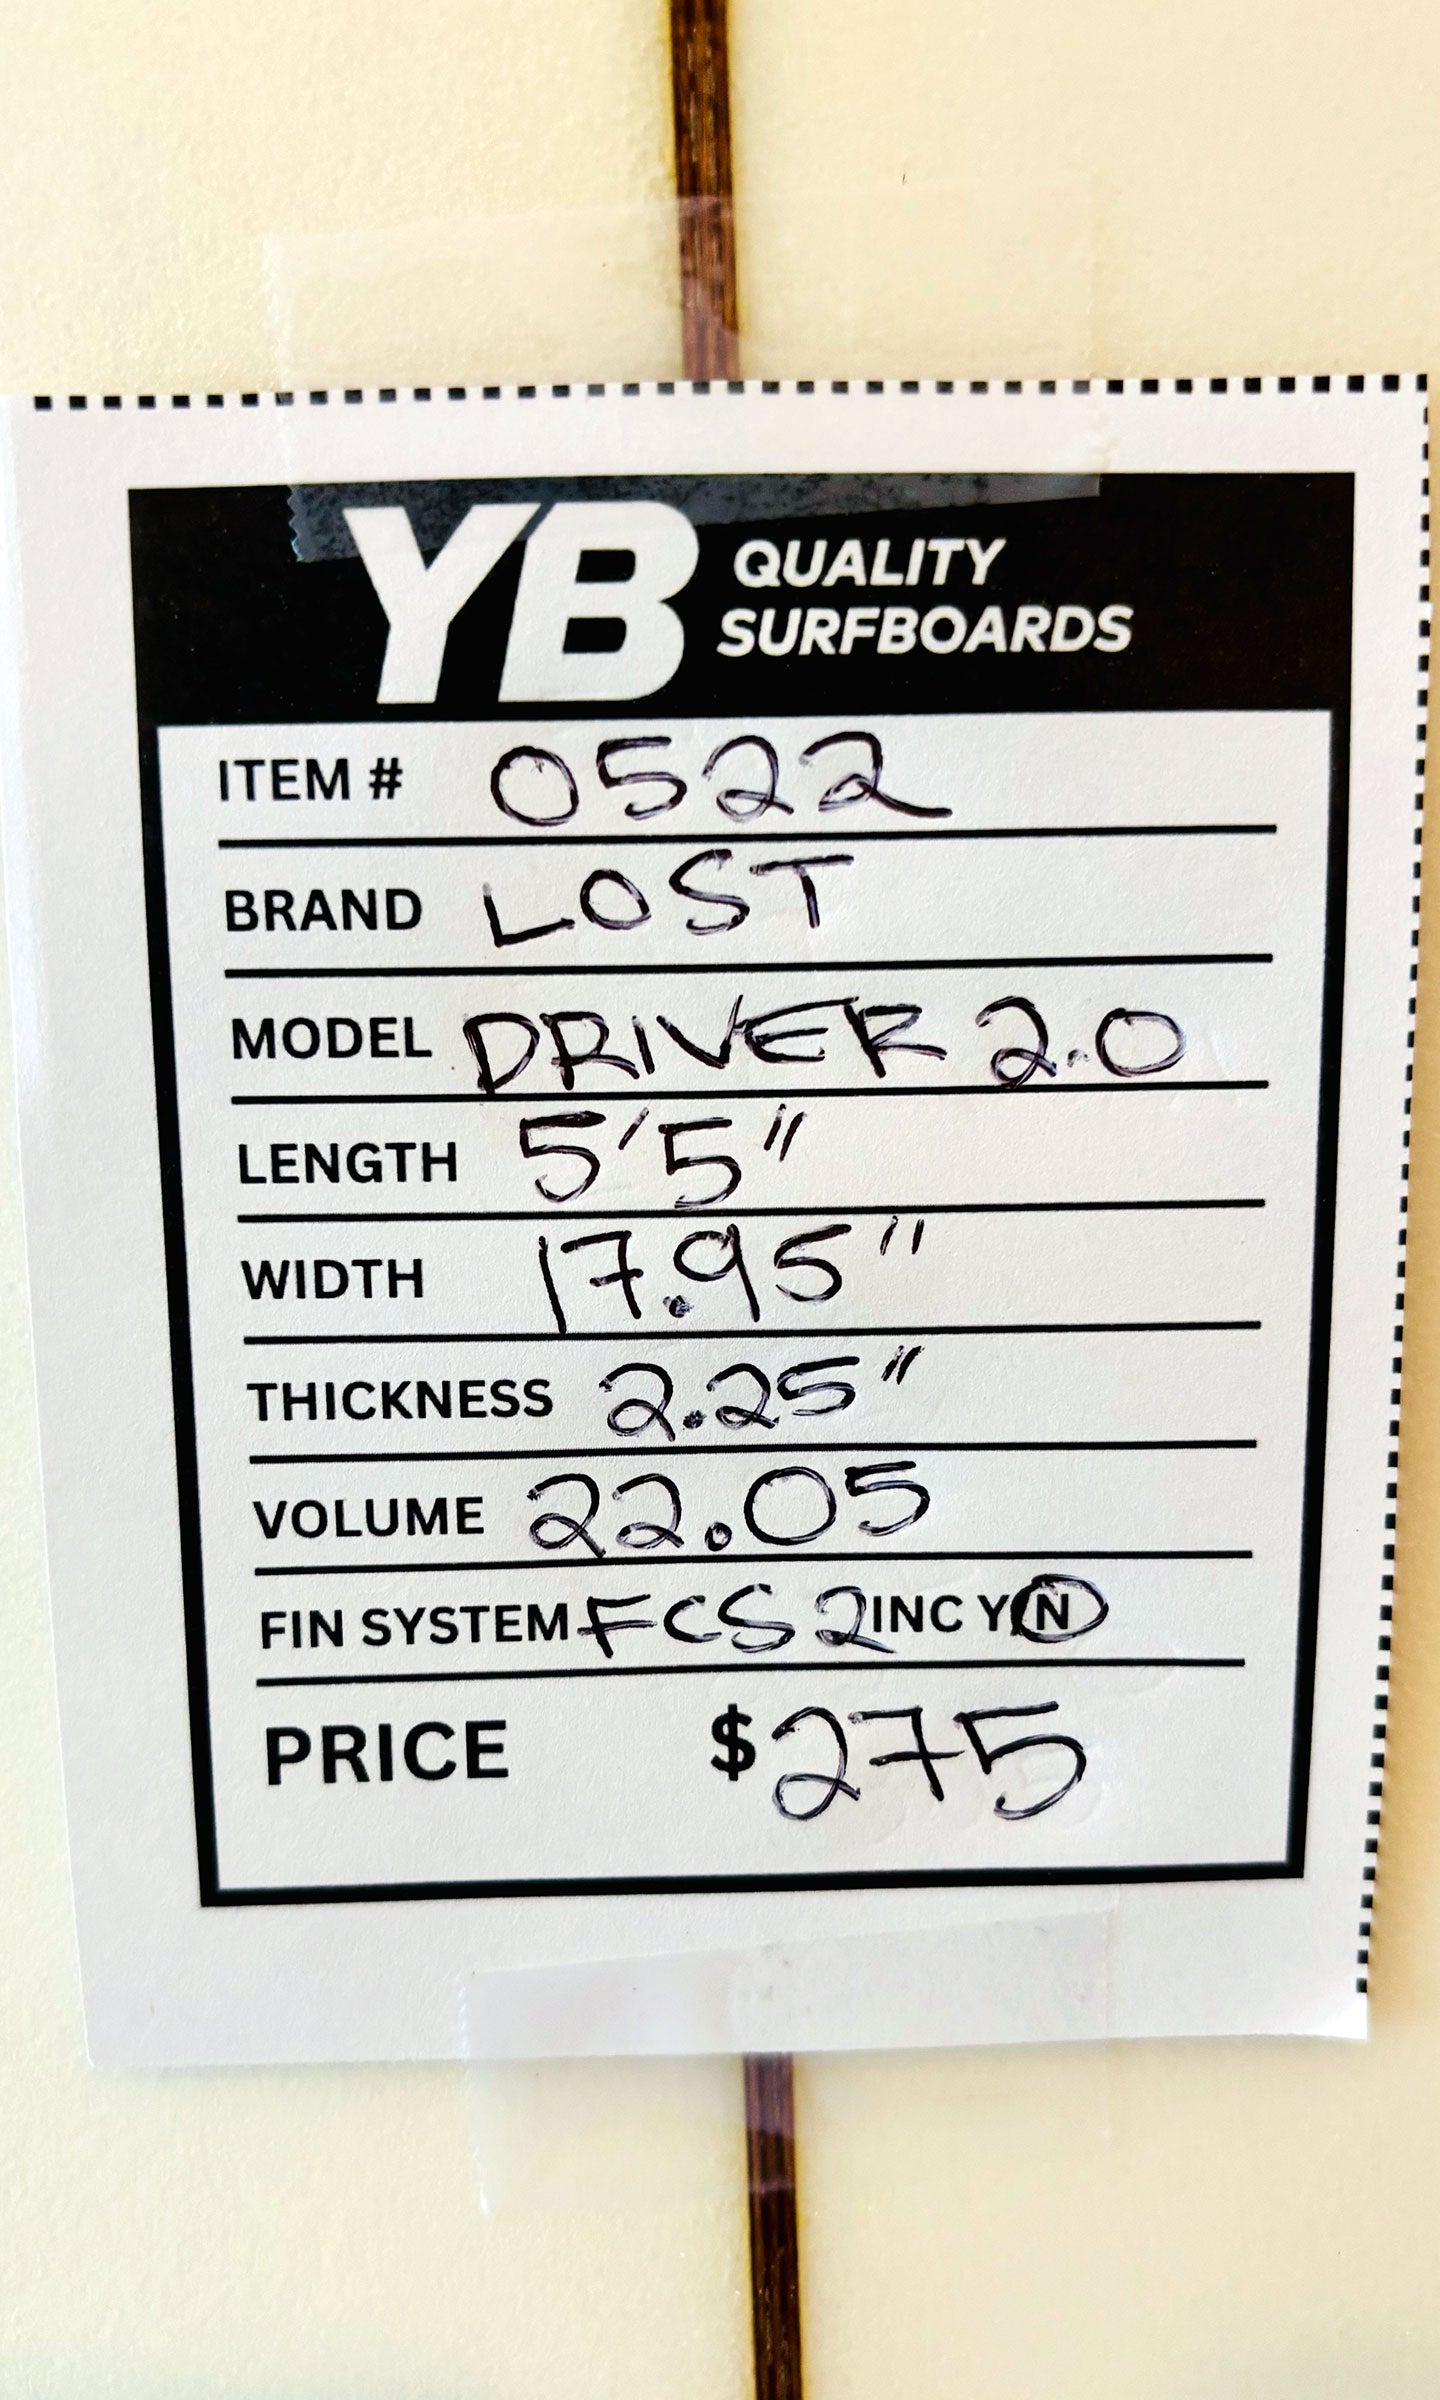 YB QUALITY
SURFBOARDS
ITEM # 0522
BRAND LOST
MODEL DRIVER 2.0
LENGTH 5'5"
WIDTH 17.95"
THICKNESS 2.25"
VOLUME 22.05
FIN SYSTEM FCS 2 INC Y/N
PRICE $275